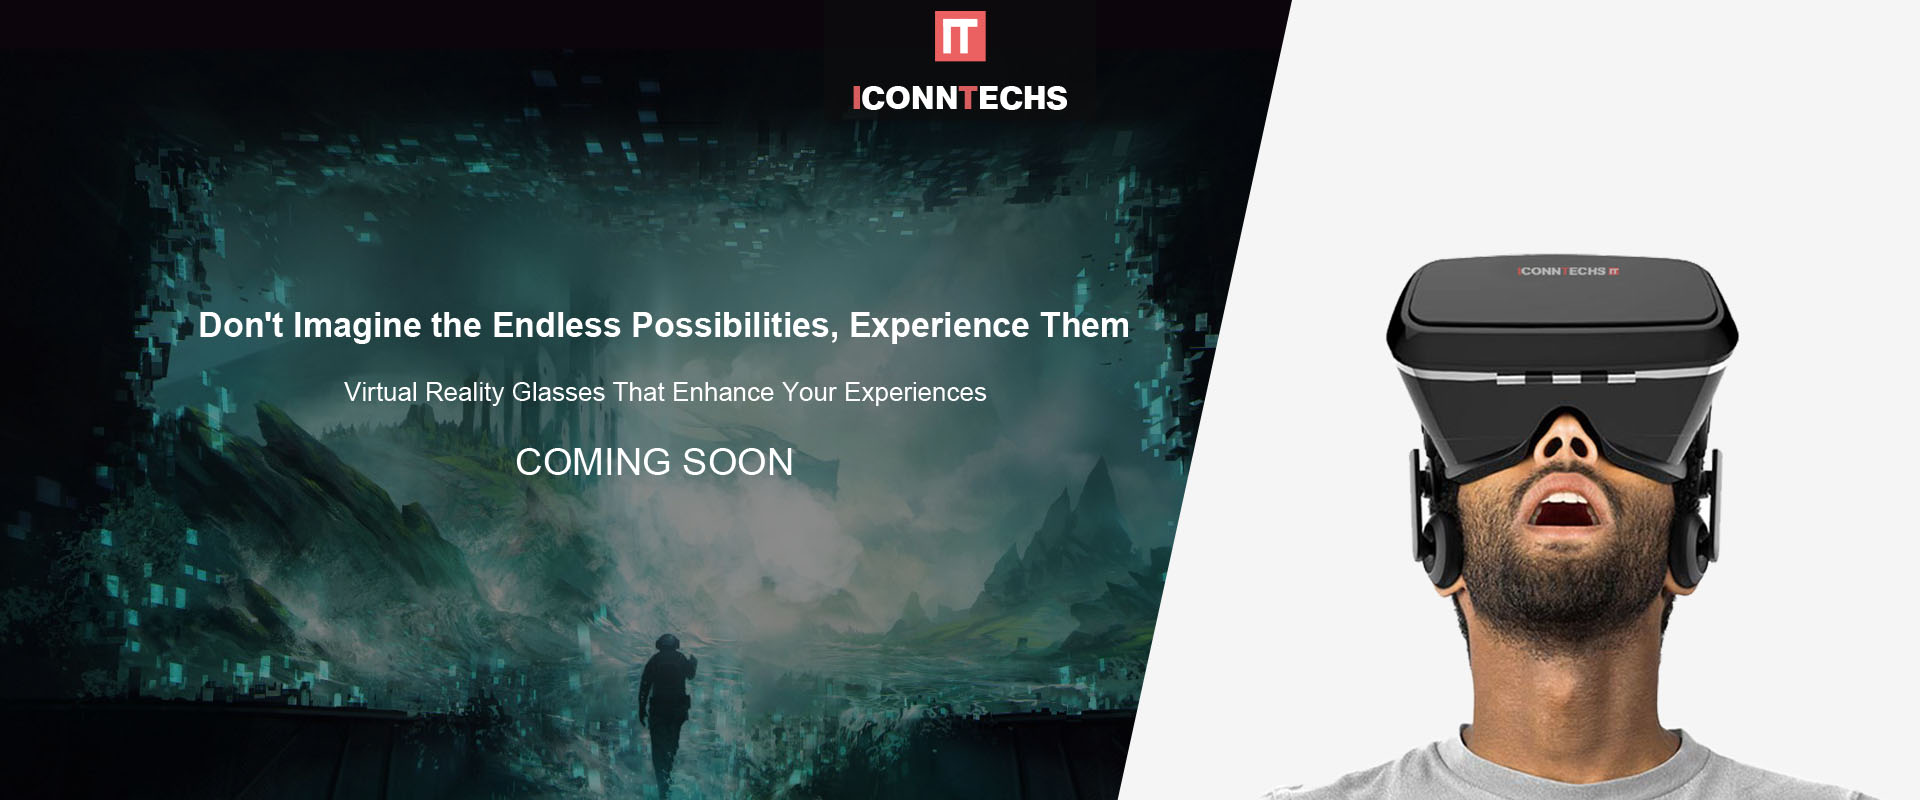 IT
ICONNTECHS
Don't Imagine the Endless Possibilities, Experience Them
Virtual Reality Glasses That Enhance Your Experiences
COMING SOON
ICONNTECHS IT